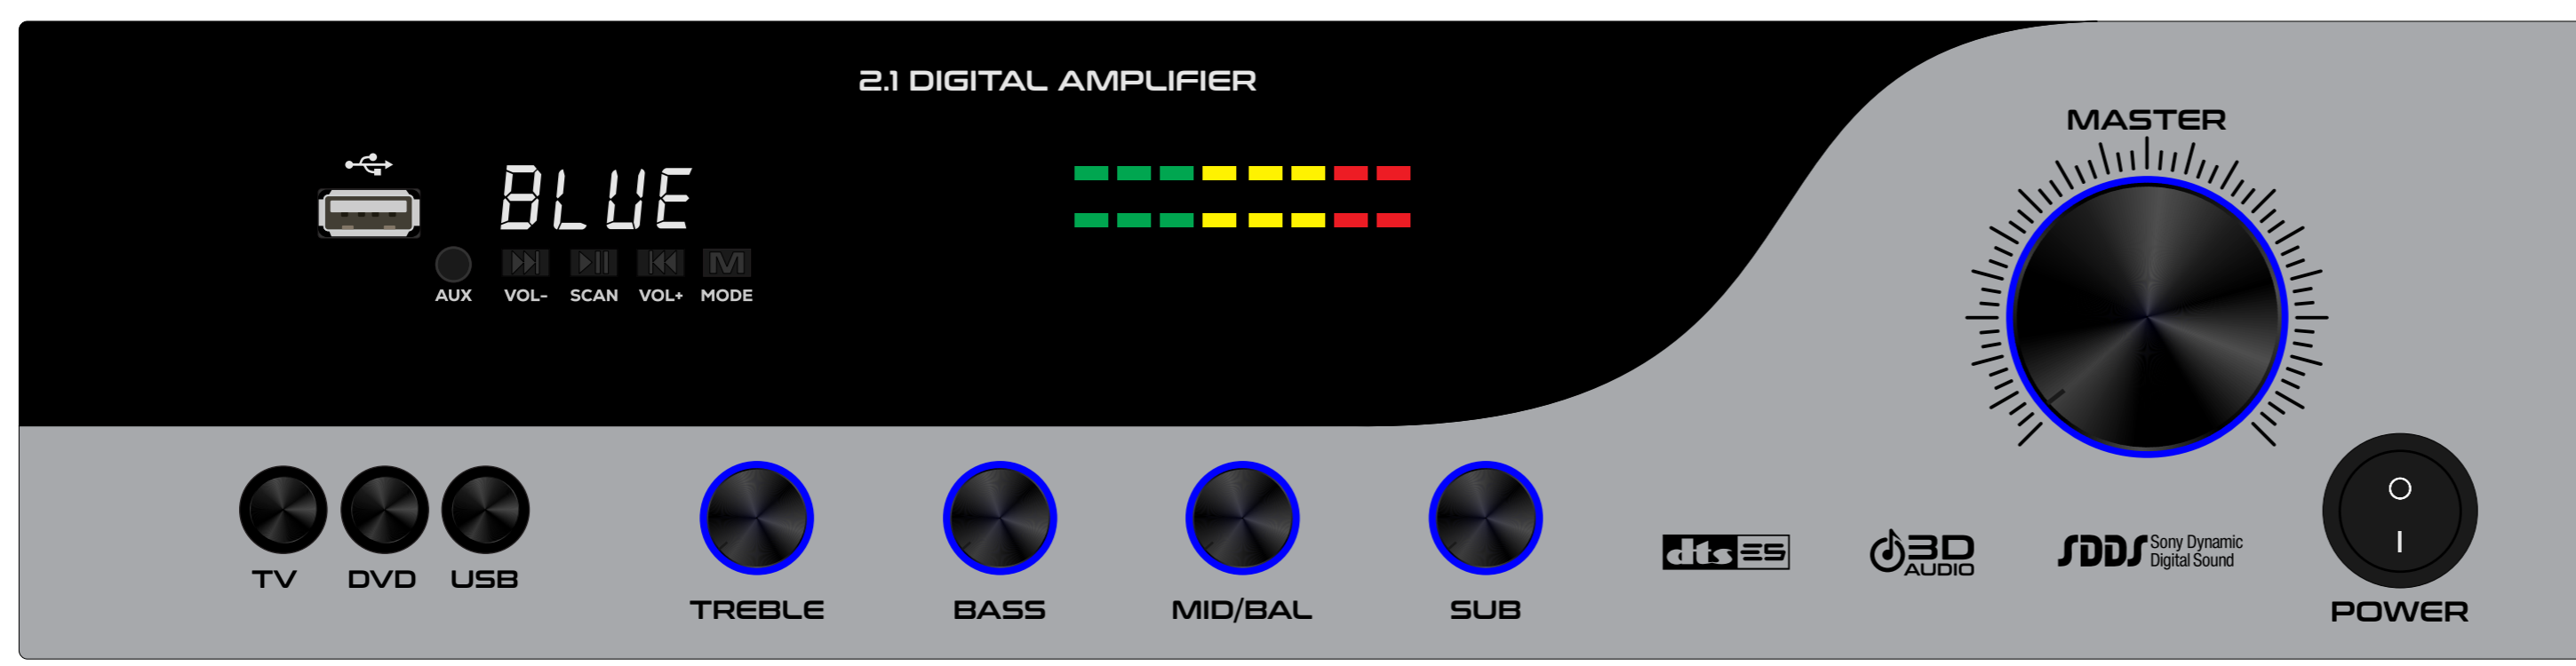 2.1 DIGITAL AMPLIFIER
MASTER
BLUE
M
AUX VOL- SCAN VOL+ MODE
TV DVD USB
TREBLE BASS MID/BAL SUB
dts ES
3D AUDIO
SDDS Sony Dynamic
Digital Sound
POWER